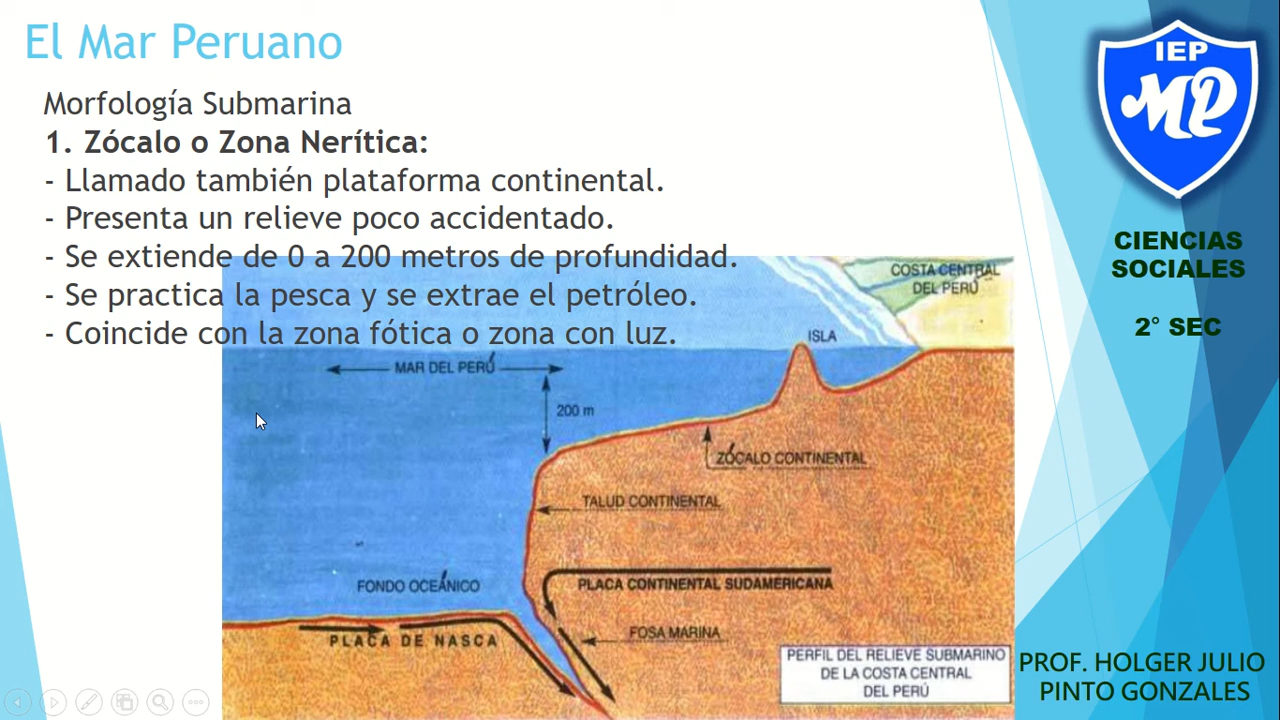 El Mar Peruano
Morfología Submarina
1. Zócalo o Zona Nerítica:
- Llamado también plataforma continental.
- Presenta un relieve poco accidentado.
- Se extiende de 0 a 200 metros de profundidad.
- Se practica la pesca y se extrae el petróleo.
- Coincide con la zona fótica o zona con luz.
COSTA CENTRAL
DEL PERÚ
ISLA
MAR DEL PERÚ
200 m
ZÓCALO CONTINENTAL
TALUD CONTINENTAL
FONDO OCEÁNICO
PLACA CONTINENTAL SUDAMERICANA
PLACA DE NASCA
FOSA MARINA
PERFIL DEL RELIEVE SUBMARINO
DE LA COSTA CENTRAL
DEL PERÚ
IEP
MP
CIENCIAS
SOCIALES
2° SEC
PROF. HOLGER JULIO
PINTO GONZALES